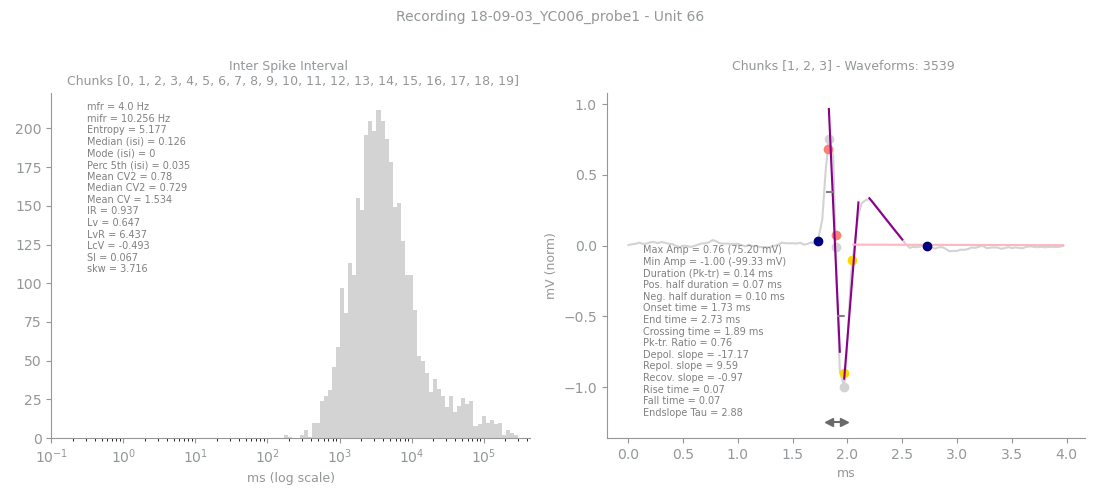 Recording 18-09-03_YC006_probe1 - Unit 66
Inter Spike Interval
Chunks [0, 1, 2, 3, 4, 5, 6, 7, 8, 9, 10, 11, 12, 13, 14, 15, 16, 17, 18, 19]
mfr = 4.0 Hz
mifr = 10.256 Hz
Entropy = 5.177
Median (isi) = 0.126
Mode (isi) = 0
Perc 5th (isi) = 0.035
Mean CV2 = 0.78
Median CV2 = 0.729
Mean CV = 1.534
IR = 0.937
Lv = 0.647
LvR = 6.437
LcV = -0.493
SI = 0.067
skw = 3.716
200
175
150
125
100
75
50
25
0
10⁻¹ 10⁰ 10¹ 10² 10³ 10⁴ 10⁵
ms (log scale)
Chunks [1, 2, 3] - Waveforms: 3539
mV (norm)
1.0
0.5
0.0
−0.5
−1.0
Max Amp = 0.76 (75.20 mV)
Min Amp = -1.00 (-99.33 mV)
Duration (Pk-tr) = 0.14 ms
Pos. half duration = 0.07 ms
Neg. half duration = 0.10 ms
Onset time = 1.73 ms
End time = 2.73 ms
Crossing time = 1.89 ms
Pk-tr. Ratio = 0.76
Depol. slope = -17.17
Repol. slope = 9.59
Recov. slope = -0.97
Rise time = 0.07
Fall time = 0.07
Endslope Tau = 2.88
0.0 0.5 1.0 1.5 2.0 2.5 3.0 3.5 4.0
ms